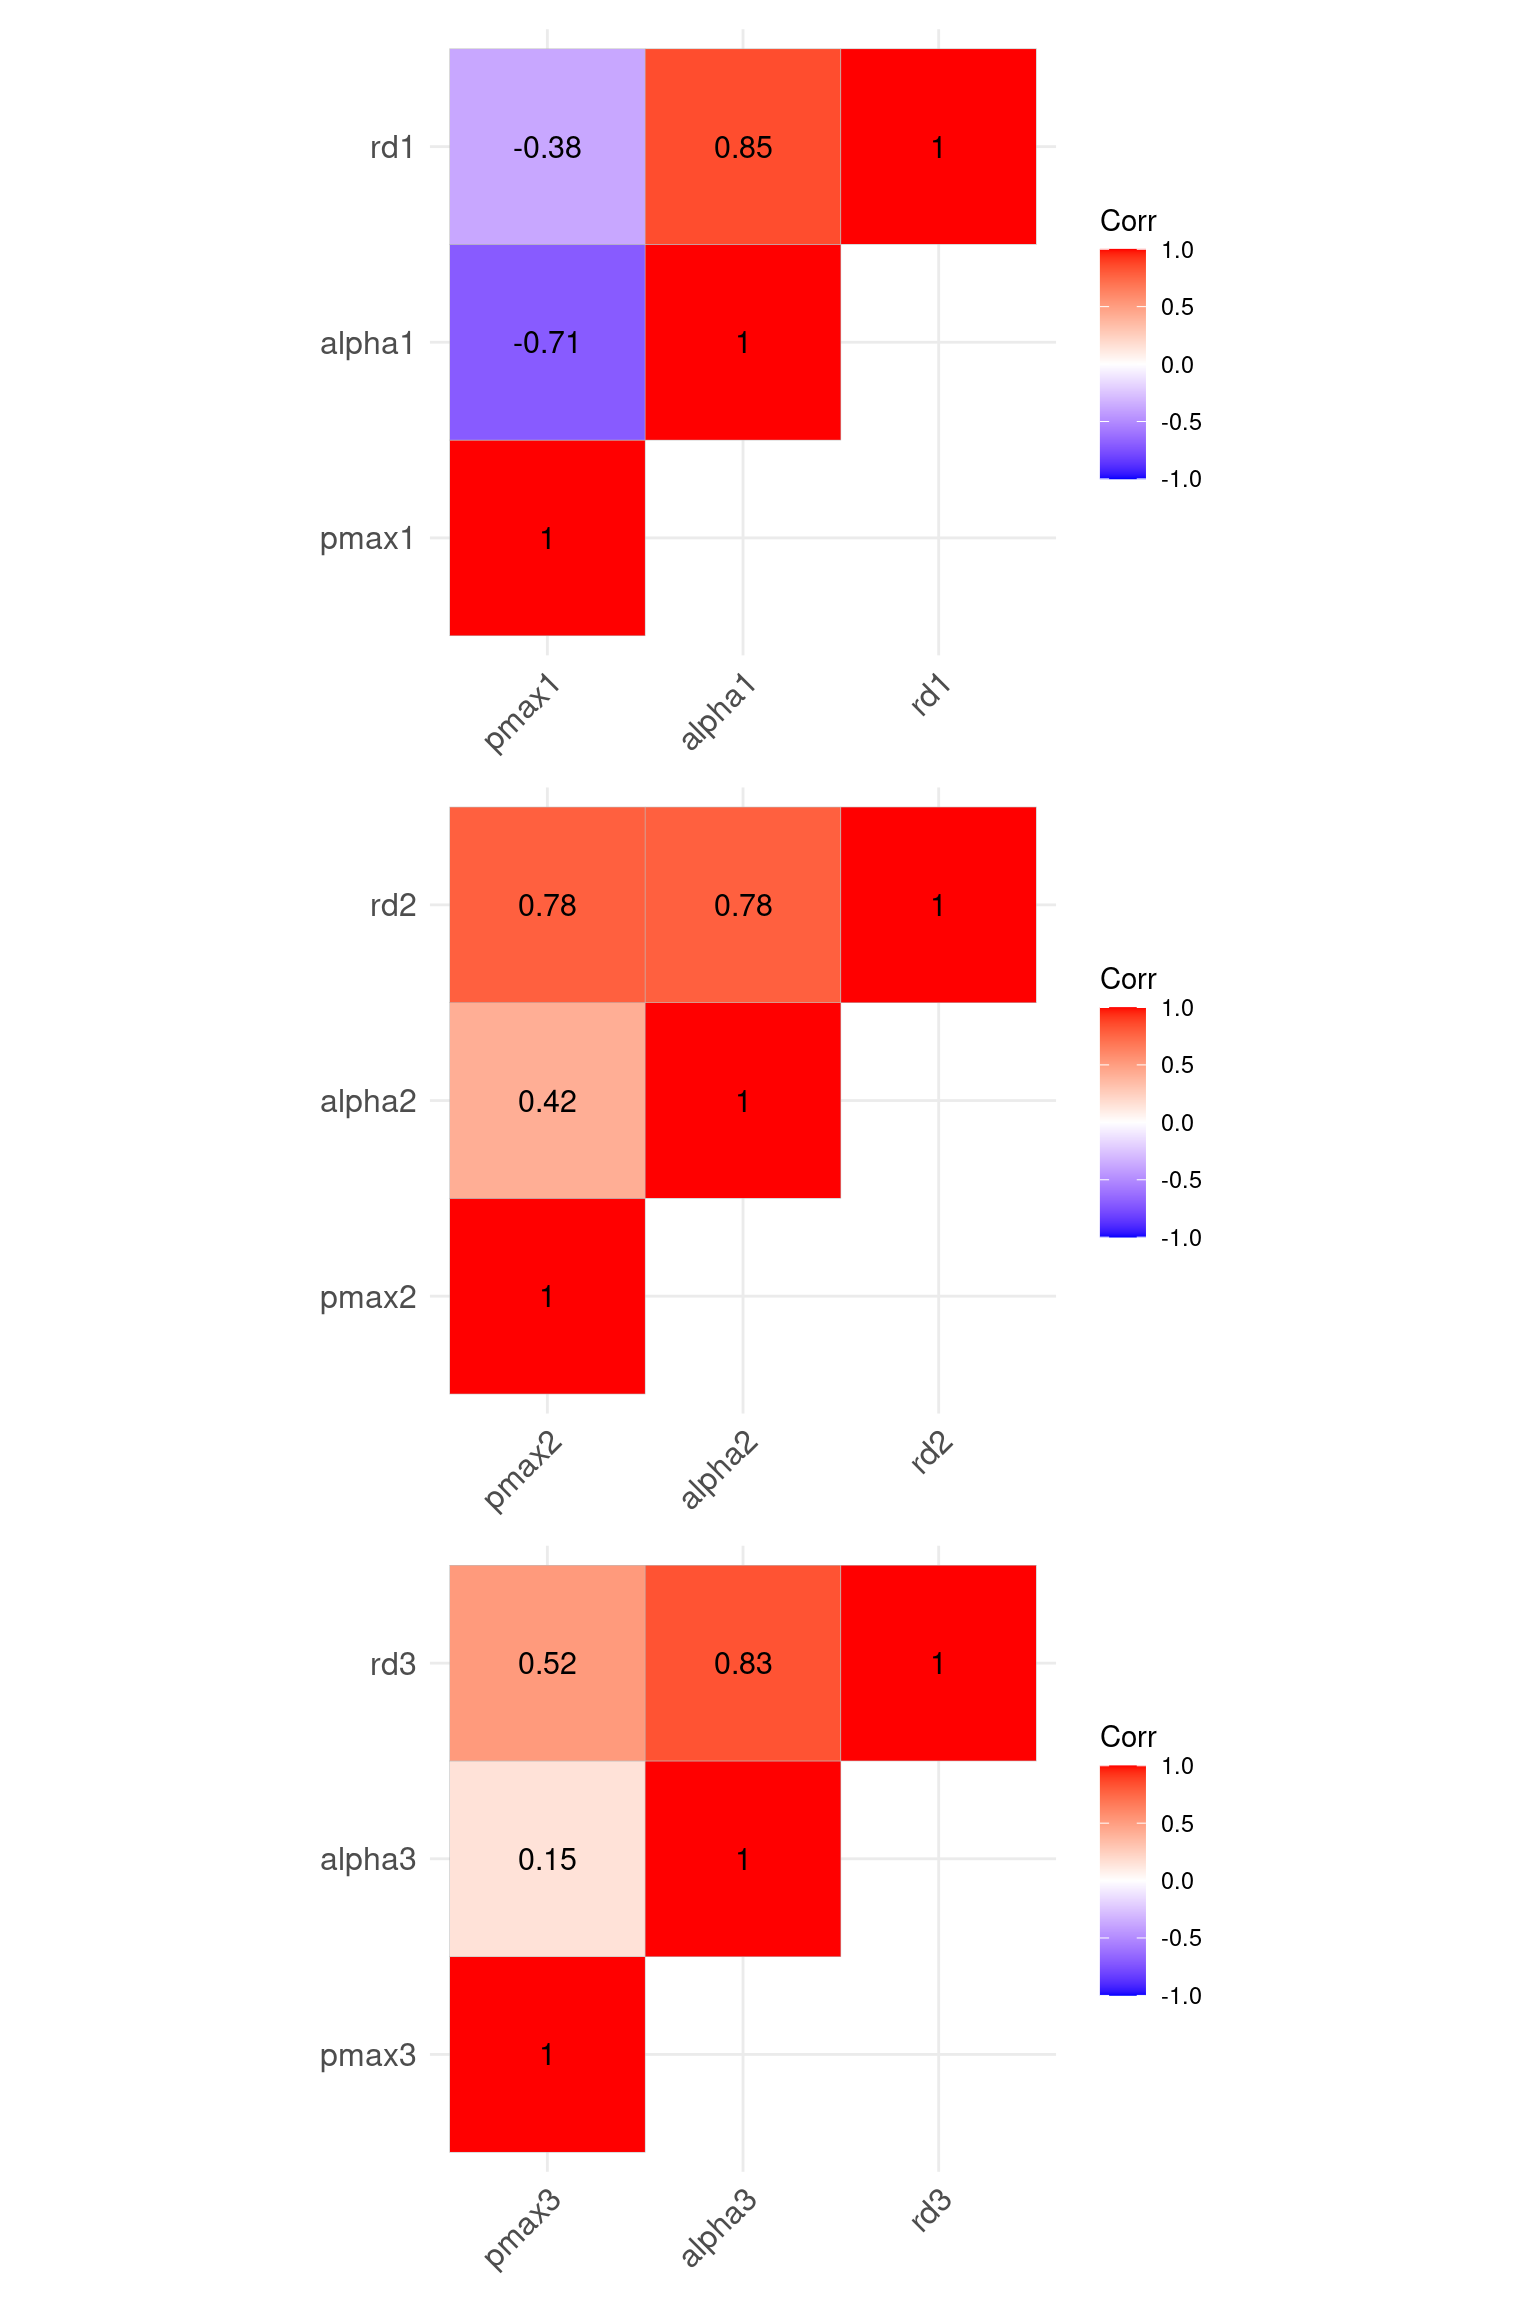 rd1
-0.38 0.85 1
alpha1
-0.71 1
pmax1
1
pmax1 alpha1 rd1
Corr
1.0
0.5
0.0
-0.5
-1.0
rd2
0.78 0.78 1
alpha2
0.42 1
pmax2
1
pmax2 alpha2 rd2
Corr
1.0
0.5
0.0
-0.5
-1.0
rd3
0.52 0.83 1
alpha3
0.15 1
pmax3
1
pmax3 alpha3 rd3
Corr
1.0
0.5
0.0
-0.5
-1.0